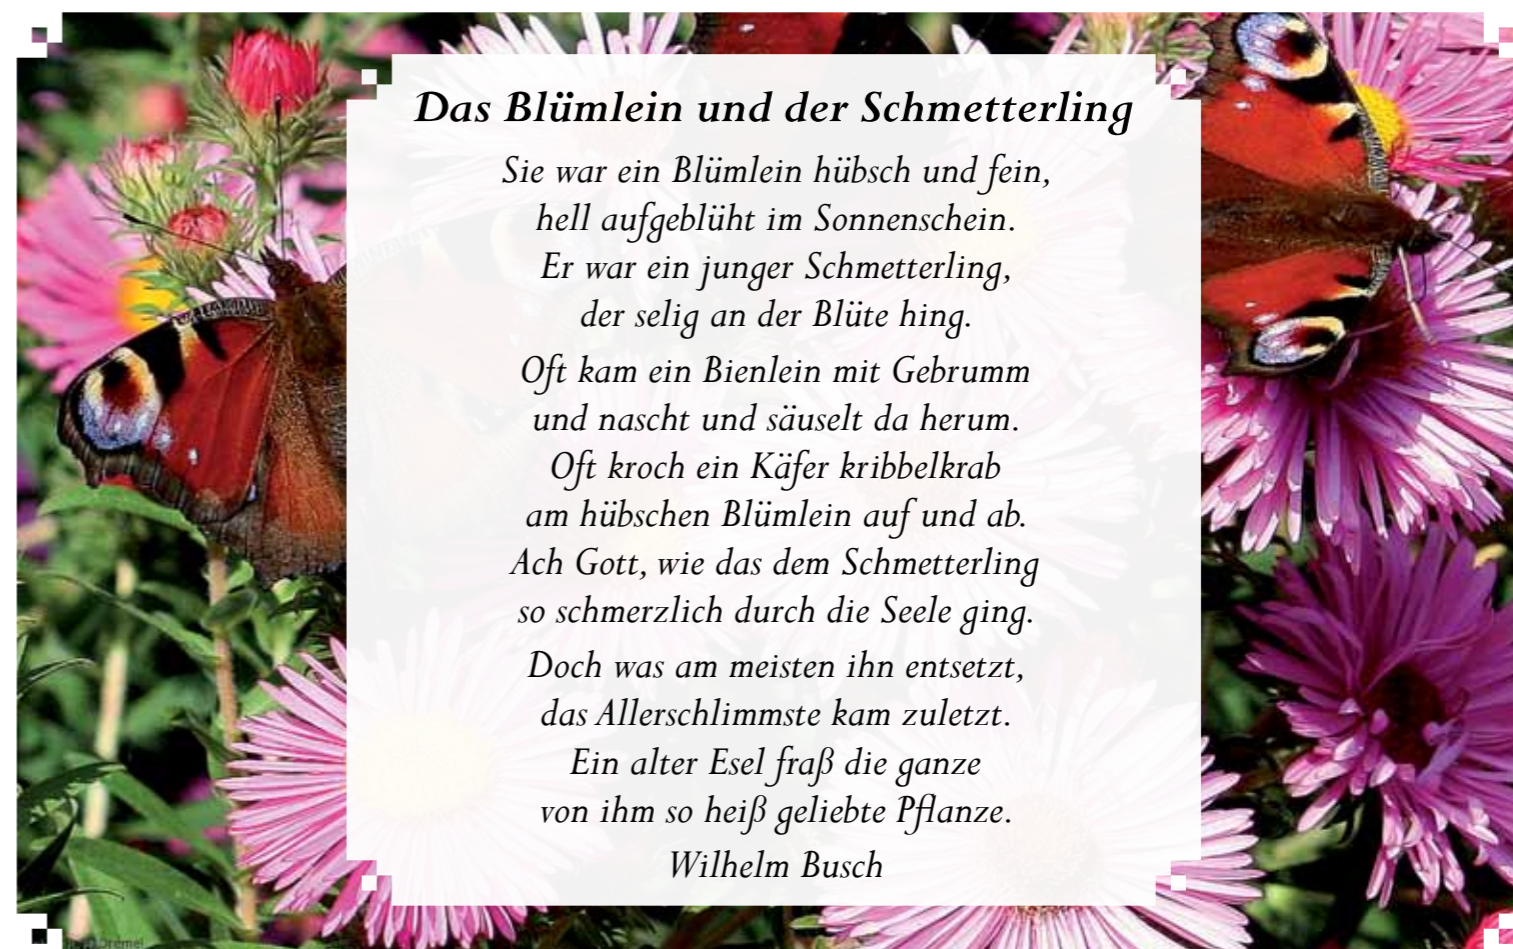 Das Blümlein und der Schmetterling
Sie war ein Blümlein hübsch und fein,
hell aufgeblüht im Sonnenschein.
Er war ein junger Schmetterling,
der selig an der Blüte hing.
Oft kam ein Bienlein mit Gebrumm
und nascht und säuselt da herum.
Oft kroch ein Käfer kribbelkrab
am hübschen Blümlein auf und ab.
Ach Gott, wie das dem Schmetterling
so schmerzlich durch die Seele ging.
Doch was am meisten ihn entsetzt,
das Allerschlimmste kam zuletzt.
Ein alter Esel fraß die ganze
von ihm so heiß geliebte Pflanze.
Wilhelm Busch